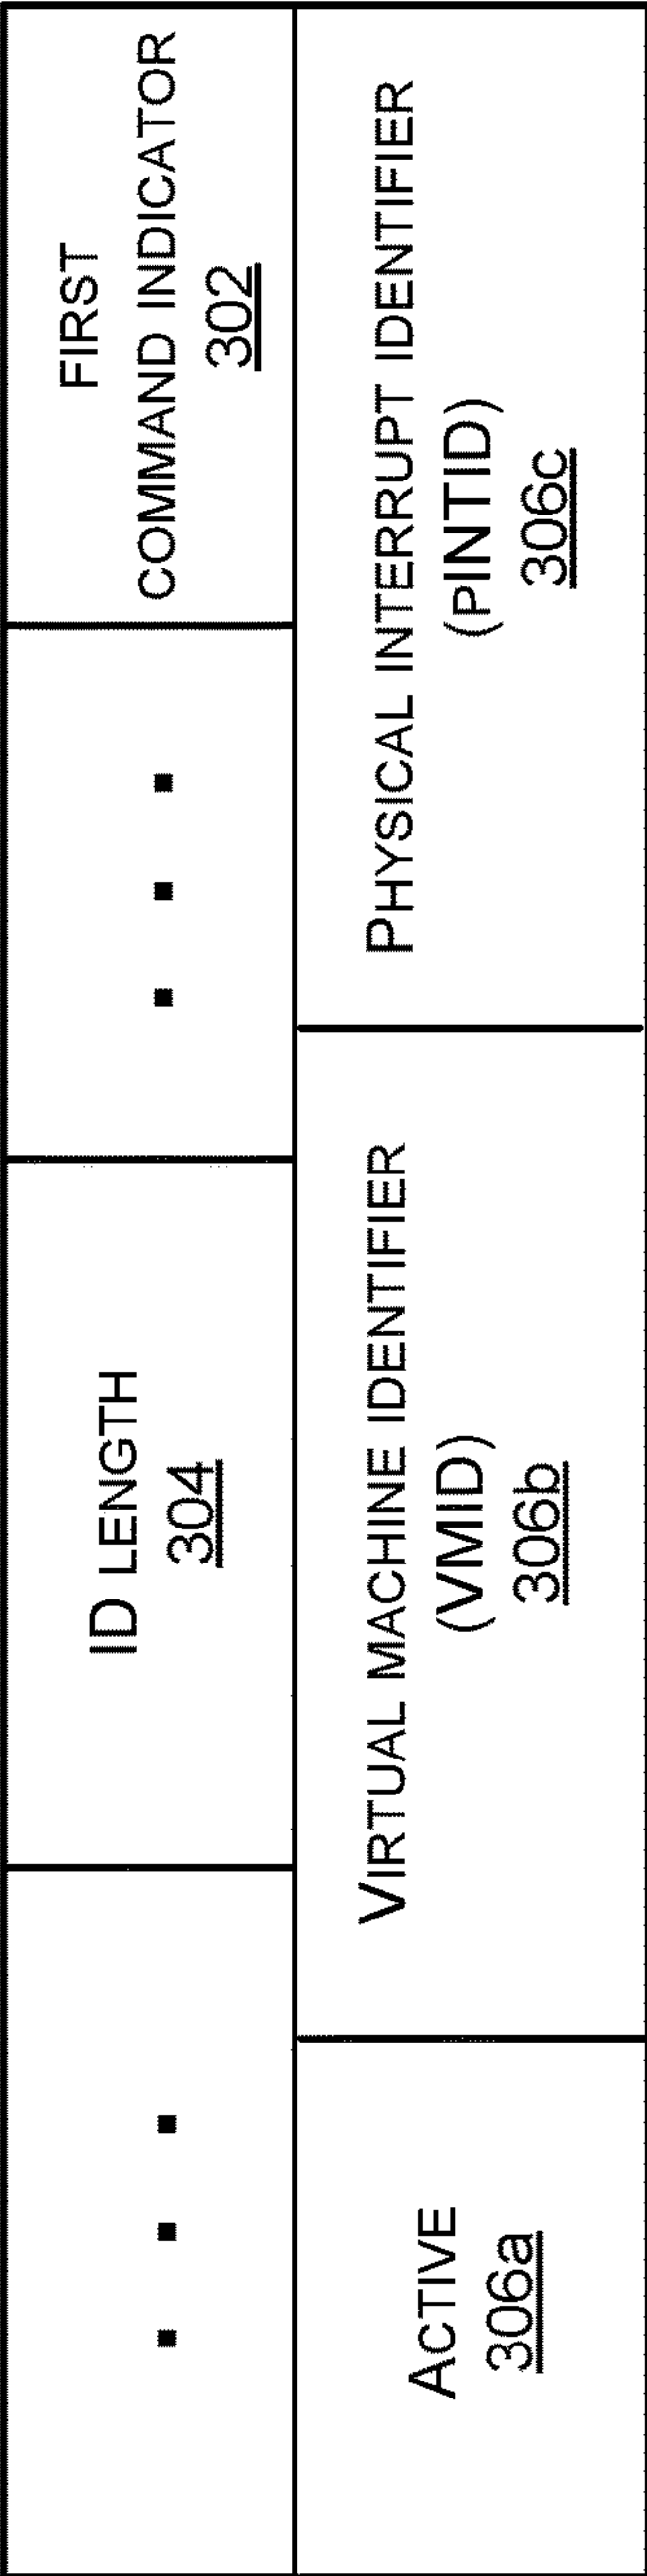 . . .
ID LENGTH
304
. . .
FIRST
COMMAND INDICATOR
302
ACTIVE
306a
VIRTUAL MACHINE IDENTIFIER
(VMID)
306b
PHYSICAL INTERRUPT IDENTIFIER
(PINTID)
306c